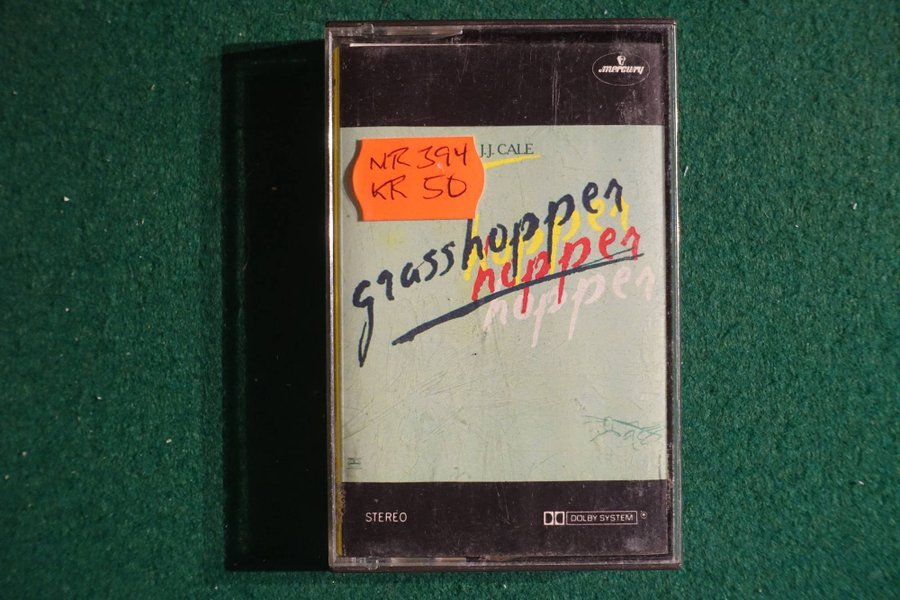 mercury
J.J. CALE
NR 394
KR 50
grasshopper
hopper
hopper
hopper
STEREO
DOLBY SYSTEM